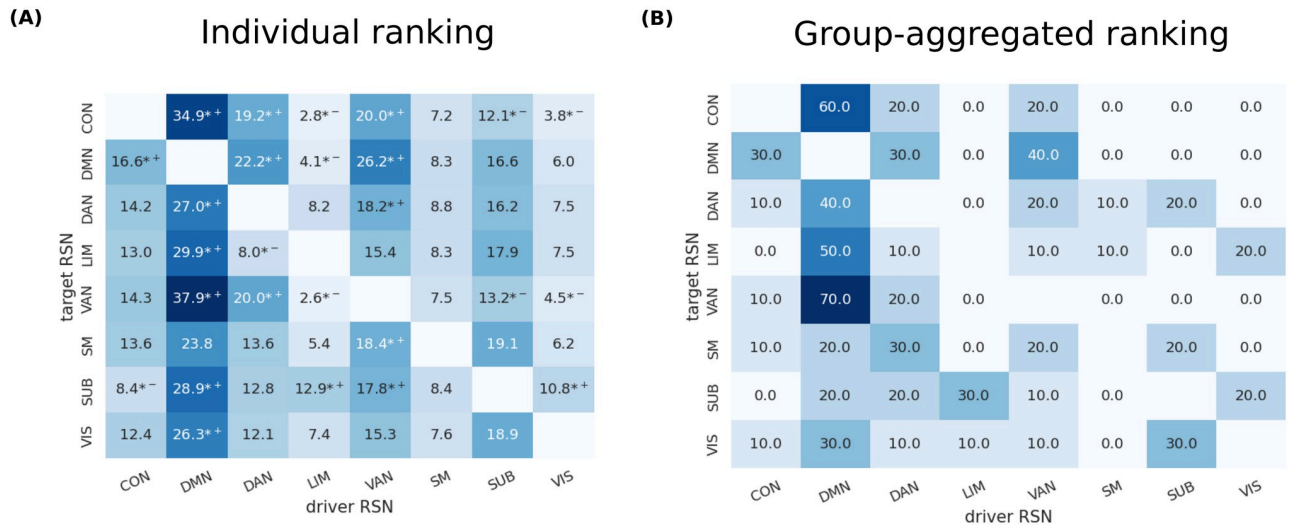 (A)
Individual ranking
CON 34.9*⁺ 19.2*⁺ 2.8*⁻ 20.0*⁺ 7.2 12.1*⁻ 3.8*⁻
DMN 16.6*⁺ 22.2*⁺ 4.1*⁻ 26.2*⁺ 8.3 16.6 6.0
DAN 14.2 27.0*⁺ 8.2 18.2*⁺ 8.8 16.2 7.5
LIM 13.0 29.9*⁺ 8.0*⁻ 15.4 8.3 17.9 7.5
VAN 14.3 37.9*⁺ 20.0*⁺ 2.6*⁻ 7.5 13.2*⁻ 4.5*⁻
SM 13.6 23.8 13.6 5.4 18.4*⁺ 19.1 6.2
SUB 8.4*⁻ 28.9*⁺ 12.8 12.9*⁺ 17.8*⁺ 8.4 10.8*⁺
VIS 12.4 26.3*⁺ 12.1 7.4 15.3 7.6 18.9
target RSN
CON DMN DAN LIM VAN SM SUB VIS
driver RSN
(B)
Group-aggregated ranking
CON 60.0 20.0 0.0 20.0 0.0 0.0 0.0
DMN 30.0 30.0 0.0 40.0 0.0 0.0 0.0
DAN 10.0 40.0 0.0 20.0 10.0 20.0 0.0
LIM 0.0 50.0 10.0 10.0 10.0 0.0 20.0
VAN 10.0 70.0 20.0 0.0 0.0 0.0 0.0
SM 10.0 20.0 30.0 0.0 20.0 20.0 0.0
SUB 0.0 20.0 20.0 30.0 10.0 0.0 20.0
VIS 10.0 30.0 10.0 10.0 10.0 0.0 30.0
target RSN
CON DMN DAN LIM VAN SM SUB VIS
driver RSN